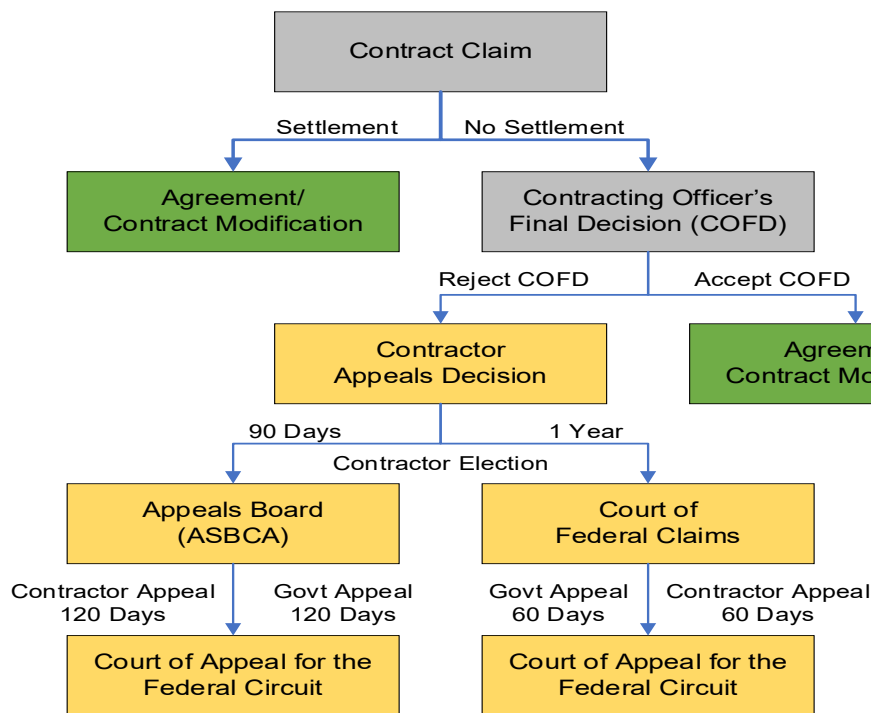 Contract Claim
Settlement
No Settlement
Agreement/
Contract Modification
Contracting Officer's
Final Decision (COFD)
Reject COFD
Accept COFD
Contractor
Appeals Decision
Agreem
Contract Mo
90 Days
1 Year
Contractor Election
Appeals Board
(ASBCA)
Court of
Federal Claims
Contractor Appeal
120 Days
Govt Appeal
120 Days
Govt Appeal
60 Days
Contractor Appeal
60 Days
Court of Appeal for the
Federal Circuit
Court of Appeal for the
Federal Circuit